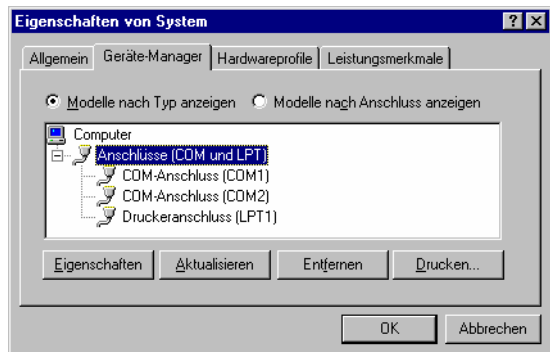 Eigenschaften von System
Allgemein Geräte-Manager Hardwareprofile Leistungsmerkmale
Modelle nach Typ anzeigen Modelle nach Anschluss anzeigen
Computer
Anschlüsse (COM und LPT)
COM-Anschluss (COM1)
COM-Anschluss (COM2)
Druckeranschluss (LPT1)
Eigenschaften Aktualisieren Entfernen Drucken...
OK Abbrechen